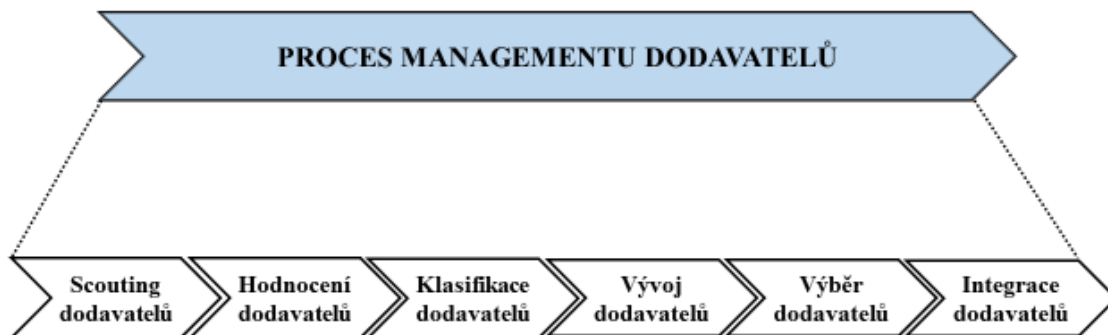 PROCES MANAGEMENTU DODAVATELŮ
Scouting
dodavatelů
Hodnocení
dodavatelů
Klasifikace
dodavatelů
Vývoj
dodavatelů
Výběr
dodavatelů
Integrace
dodavatelů